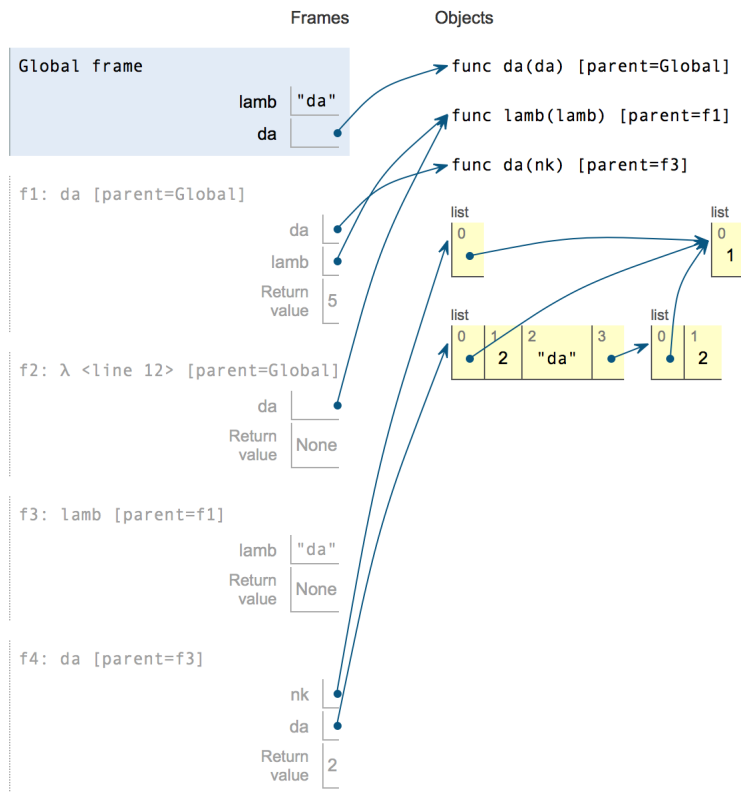 Frames Objects
Global frame
lamb "da"
da
func da(da) [parent=Global]
func lamb(lamb) [parent=f1]
func da(nk) [parent=f3]
f1: da [parent=Global]
da
lamb
Return value 5
list
0
list
0
1
list
0 1 2 3
2 "da"
list
0 1
2
f2: λ <line 12> [parent=Global]
da
Return value None
f3: lamb [parent=f1]
lamb "da"
Return value None
f4: da [parent=f3]
nk
da
Return value 2